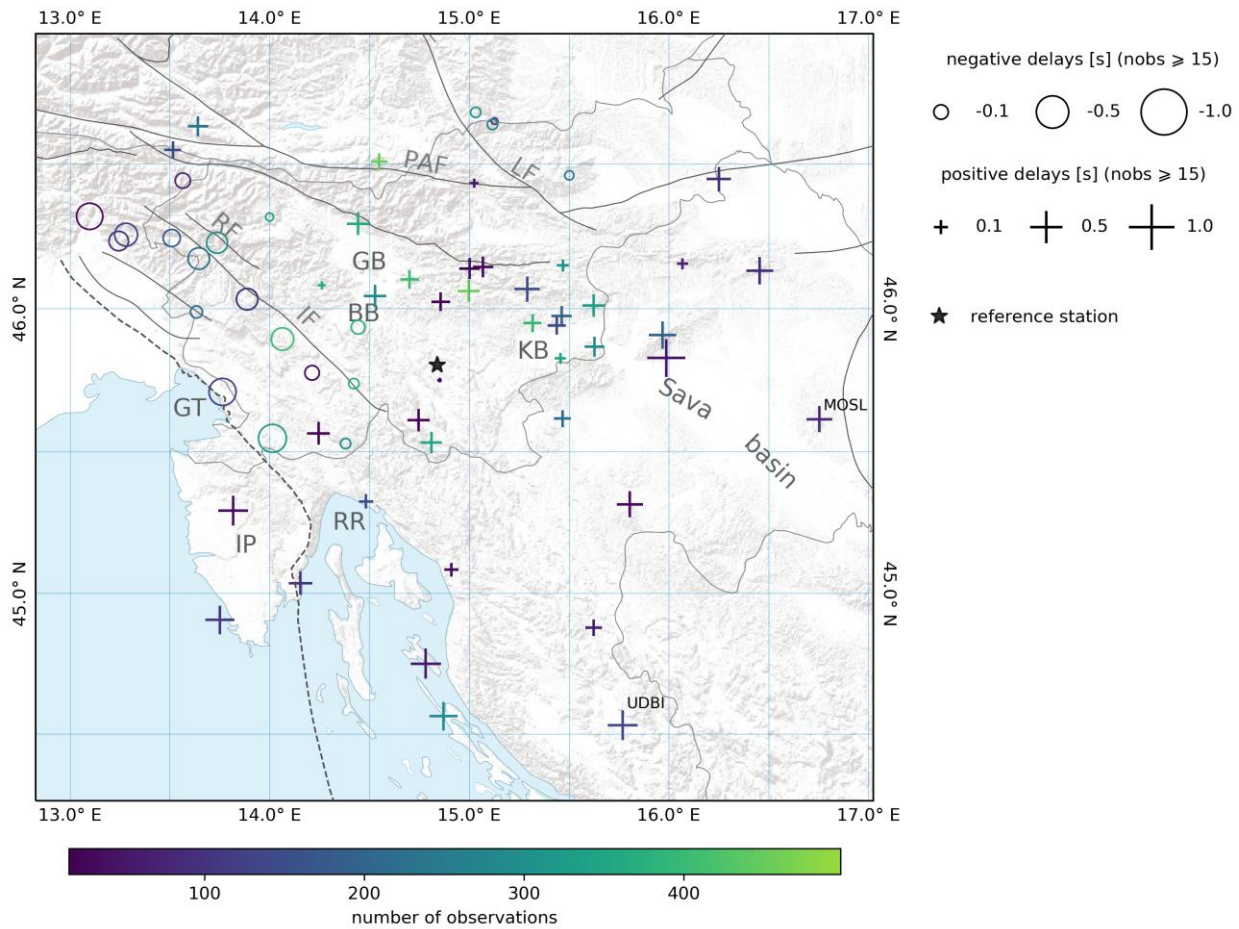 13.0° E 14.0° E 15.0° E 16.0° E 17.0° E
negative delays [s] (nobs ⩾ 15)
-0.1 -0.5 -1.0
positive delays [s] (nobs ⩾ 15)
0.1 0.5 1.0
reference station
PAF
LF
RF
GB
46.0° N
46.0° N
BB
IF
KB
Sava
GT
MOSL
basin
RR
IP
45.0° N
45.0° N
UDBI
13.0° E 14.0° E 15.0° E 16.0° E 17.0° E
100 200 300 400
number of observations